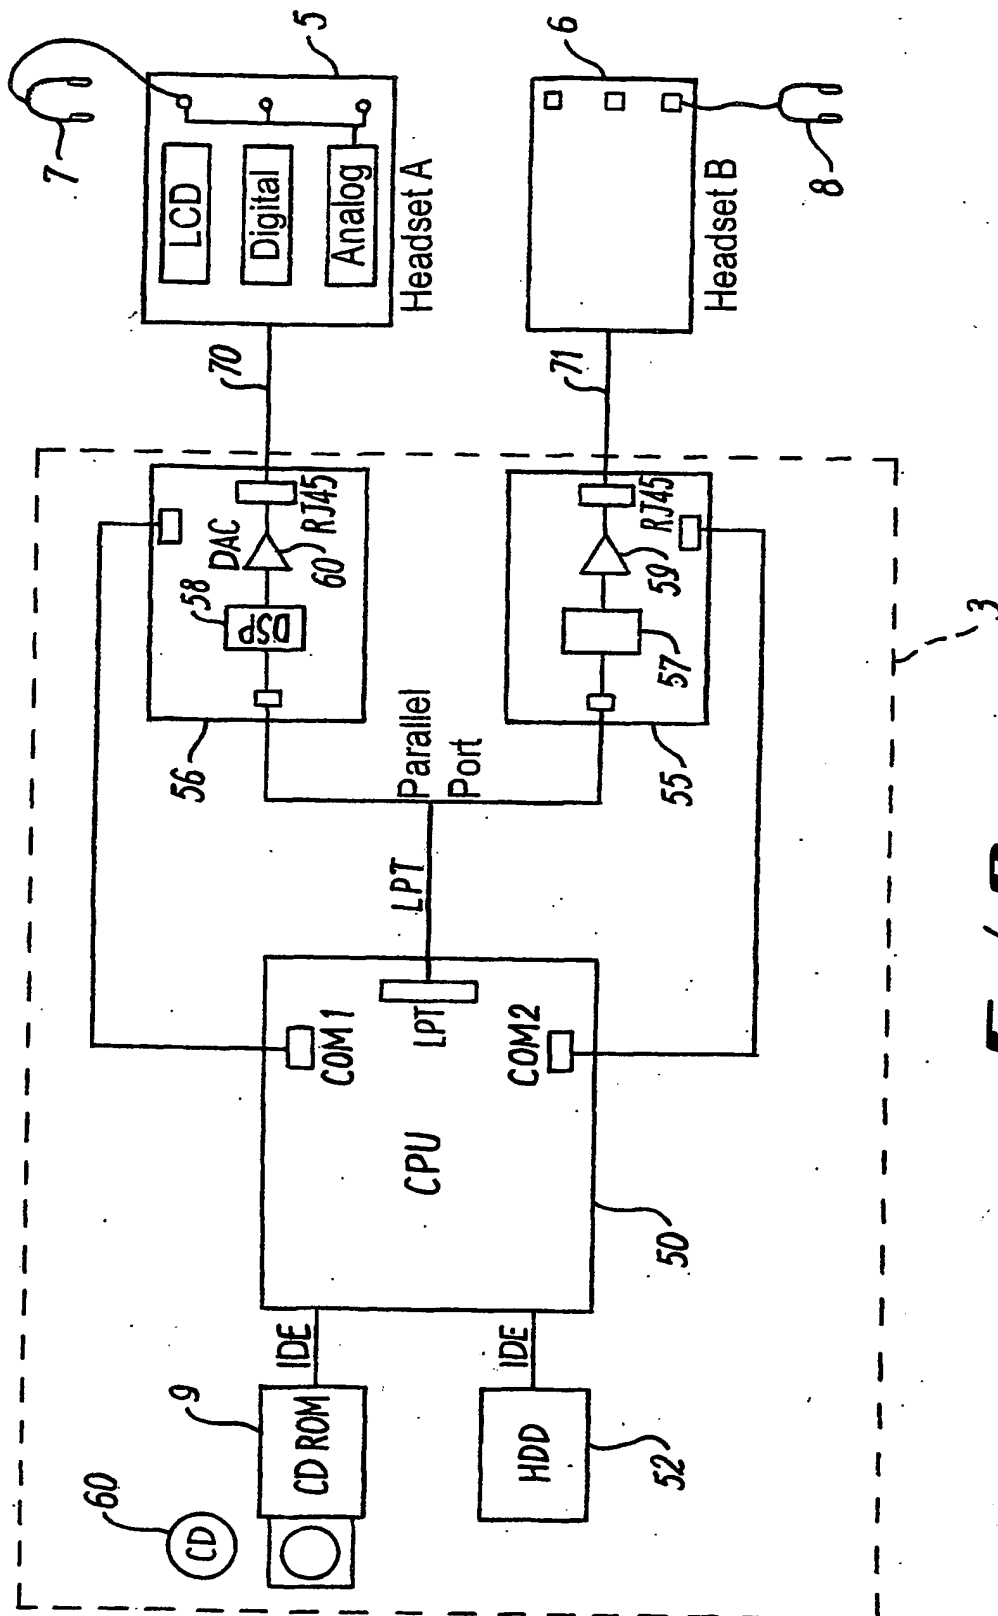 7
5
LCD
Digital
Analog
Headset A
6
8
Headset B
70
71
56
58
DSP
DAC
60
RJ45
Parallel
Port
55
57
59
RJ45
3
LPT
LPT
COM 1
COM2
CPU
50
IDE
IDE
9
CD ROM
60
CD
HDD
52